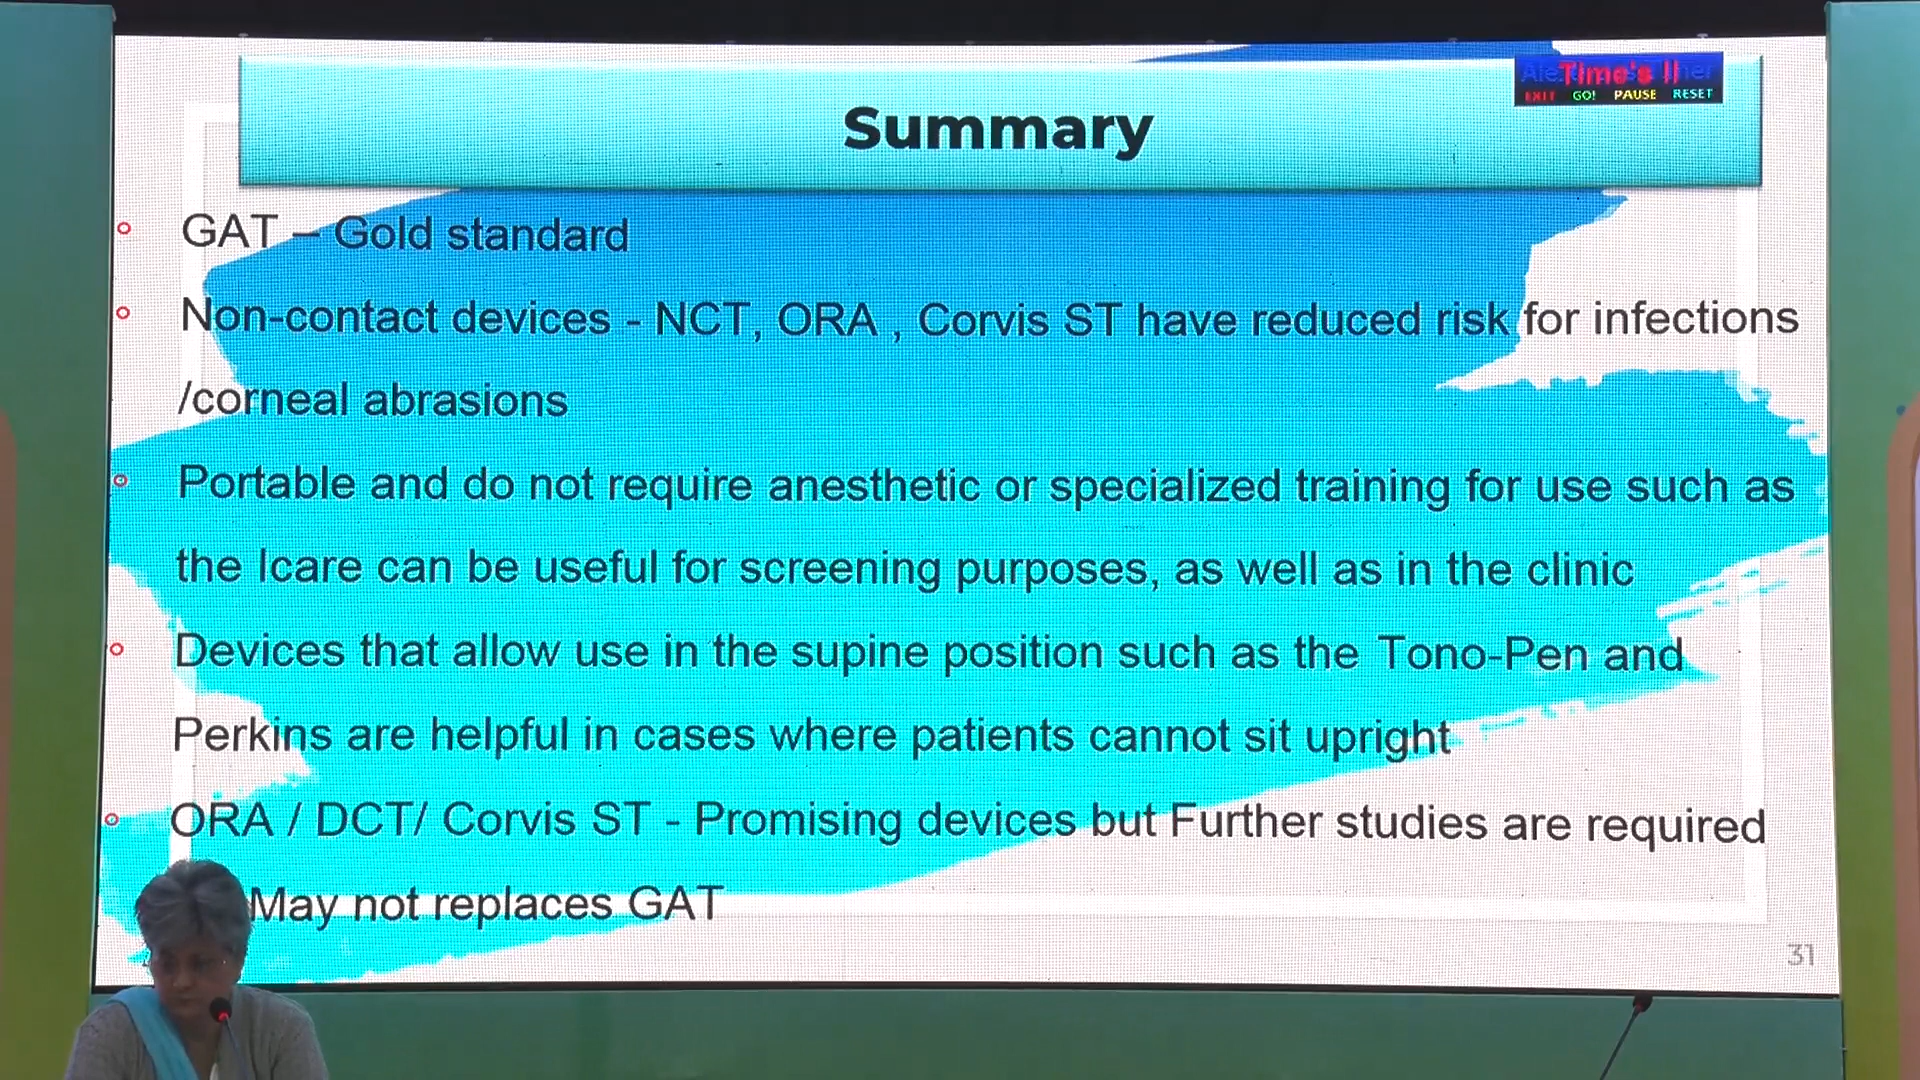 Summary
Time's
EXIT GO! PAUSE RESET
GAT – Gold standard
Non-contact devices - NCT, ORA , Corvis ST have reduced risk for infections
/corneal abrasions
Portable and do not require anesthetic or specialized training for use such as
the Icare can be useful for screening purposes, as well as in the clinic
Devices that allow use in the supine position such as the Tono-Pen and
Perkins are helpful in cases where patients cannot sit upright
ORA / DCT/ Corvis ST - Promising devices but Further studies are required
May not replaces GAT
31